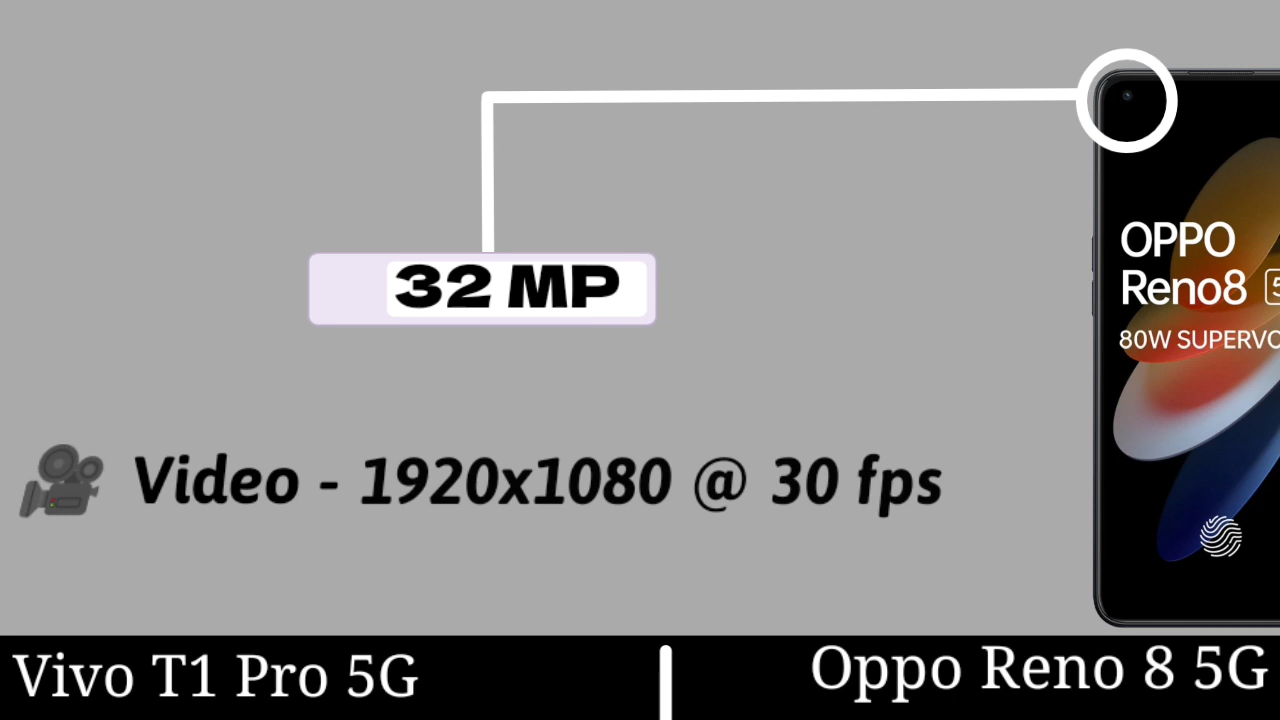 32 MP
OPPO
Reno8
80W SUPERVO
Video - 1920x1080 @ 30 fps
Vivo T1 Pro 5G
Oppo Reno 8 5G